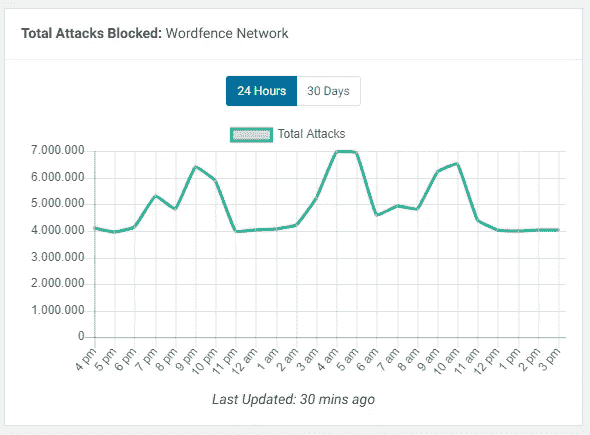 Total Attacks Blocked: Wordfence Network
24 Hours 30 Days
Total Attacks
7.000.000
6.000.000
5.000.000
4.000.000
3.000.000
2.000.000
1.000.000
0
4 pm 5 pm 6 pm 7 pm 8 pm 9 pm 10 pm 11 pm 12 am 1 am 2 am 3 am 4 am 5 am 6 am 7 am 8 am 9 am 10 am 11 am 12 pm 1 pm 2 pm 3 pm
Last Updated: 30 mins ago